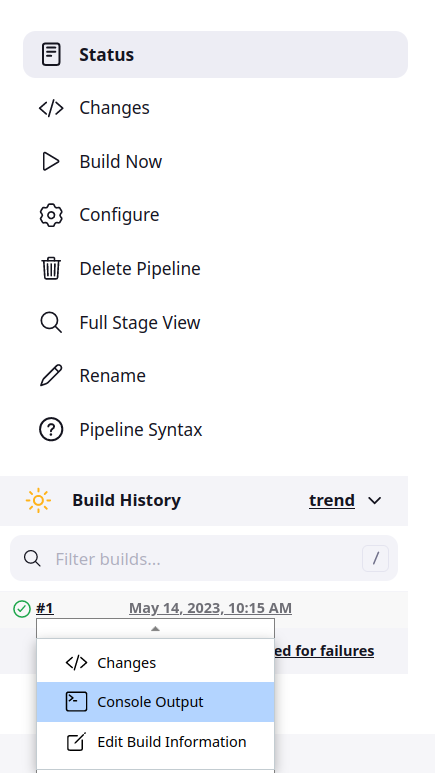 Status
Changes
Build Now
Configure
Delete Pipeline
Full Stage View
Rename
Pipeline Syntax
Build History trend
Filter builds... /
#1 May 14, 2023, 10:15 AM
for failures
Changes
Console Output
Edit Build Information